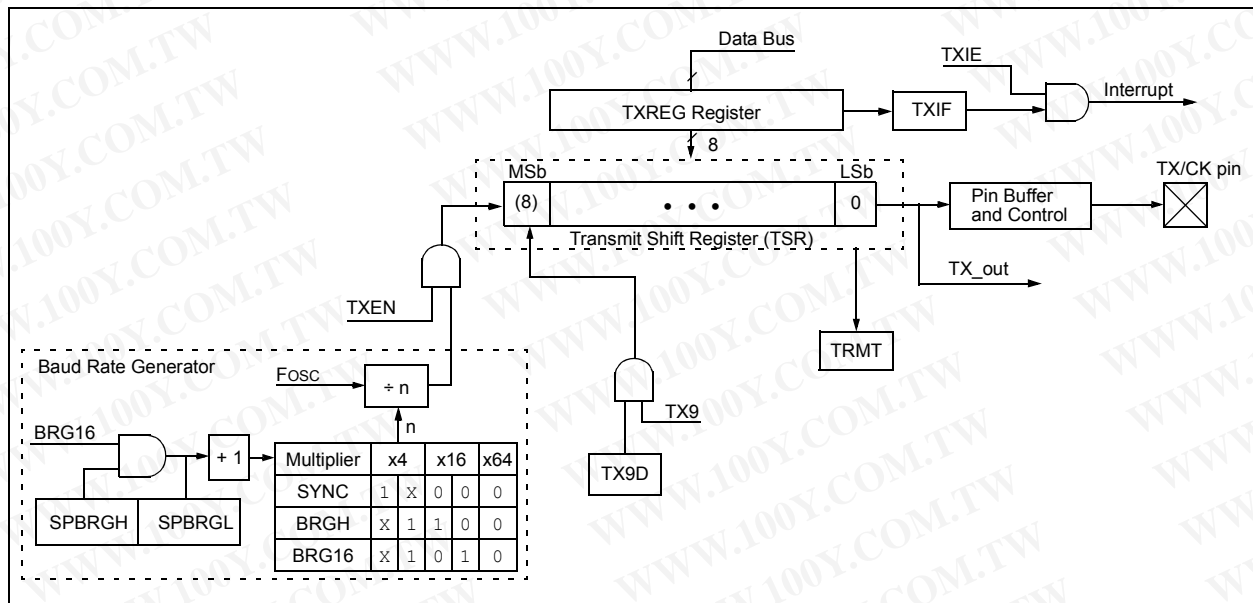 Data Bus
TXIE
Interrupt
TXREG Register
TXIF
8
MSb
LSb
TX/CK pin
(8)
• • •
0
Pin Buffer
and Control
Transmit Shift Register (TSR)
TX_out
TXEN
TRMT
Baud Rate Generator
FOSC
÷ n
TX9
n
BRG16
+ 1
TX9D
Multiplier x4 x16 x64
SYNC 1 X 0 0 0
BRGH X 1 1 0 0
BRG16 X 1 0 1 0
SPBRGH SPBRGL
WWW.100Y.COM.TW